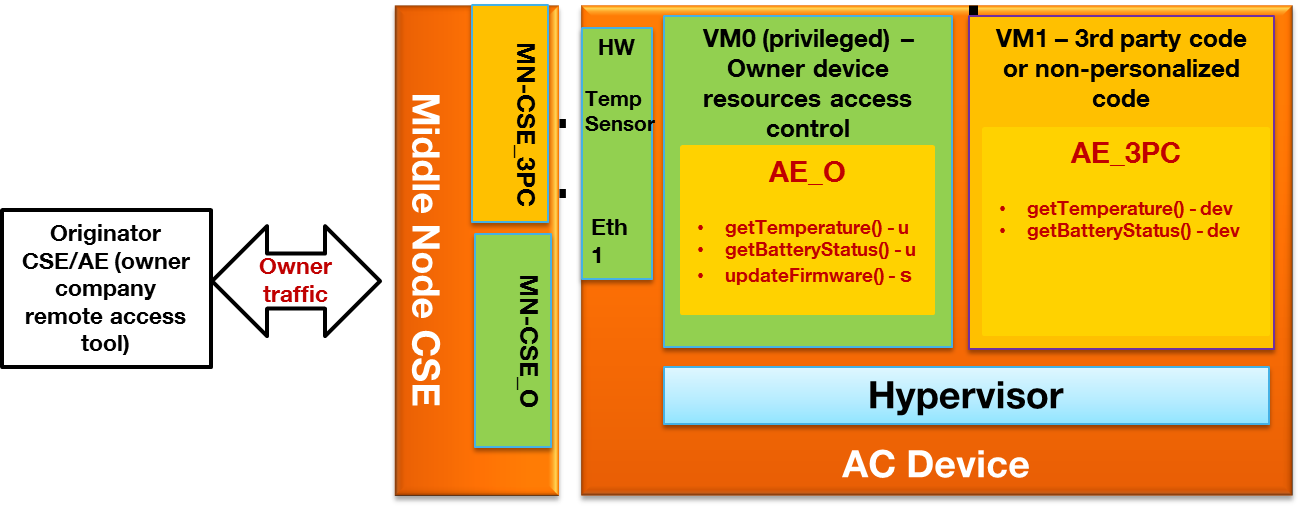 Originator
CSE/AE (owner
company
remote access
tool)
Owner
traffic
Middle Node CSE
MN-CSE_3PC
MN-CSE_O
HW
Temp
Sensor
Eth
1
VM0 (privileged) –
Owner device
resources access
control
AE_O
• getTemperature() - u
• getBatteryStatus() - u
• updateFirmware() - s
VM1 – 3rd party code
or non-personalized
code
AE_3PC
• getTemperature() - dev
• getBatteryStatus() - dev
Hypervisor
AC Device